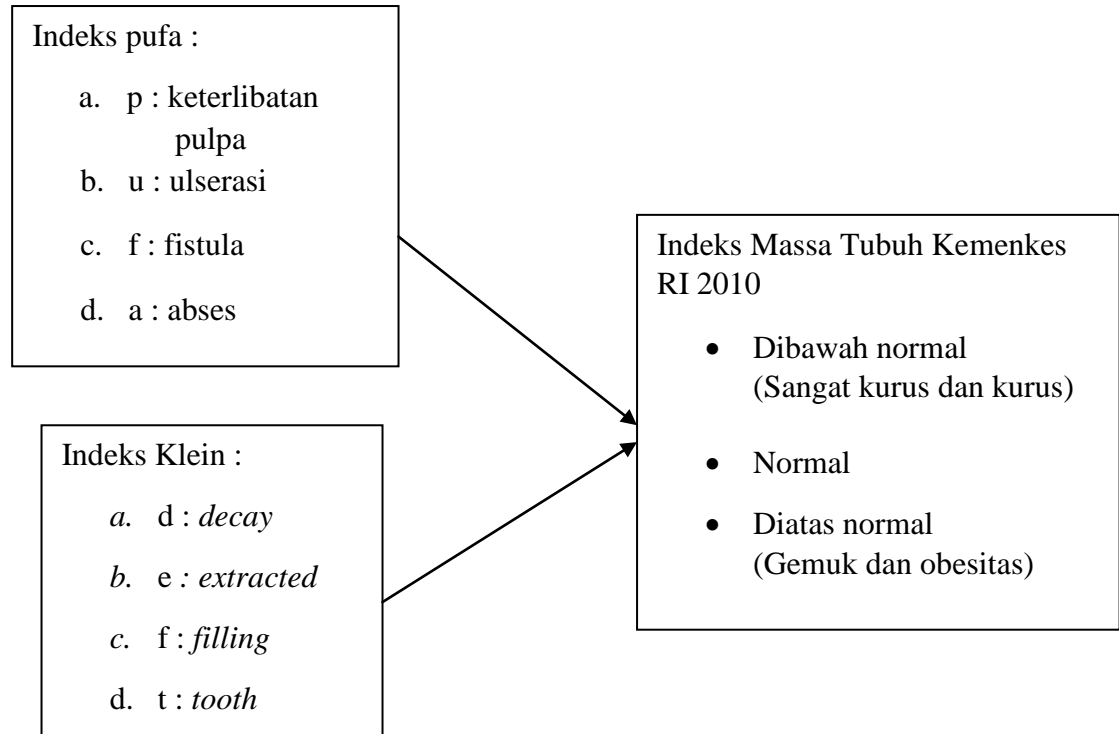 Indeks pufa :
a. p : keterlibatan
pulpa
b. u : ulserasi
c. f : fistula
d. a : abses
Indeks Klein :
a. d : decay
b. e : extracted
c. f : filling
d. t : tooth
Indeks Massa Tubuh Kemenkes
RI 2010
• Dibawah normal
(Sangat kurus dan kurus)
• Normal
• Diatas normal
(Gemuk dan obesitas)